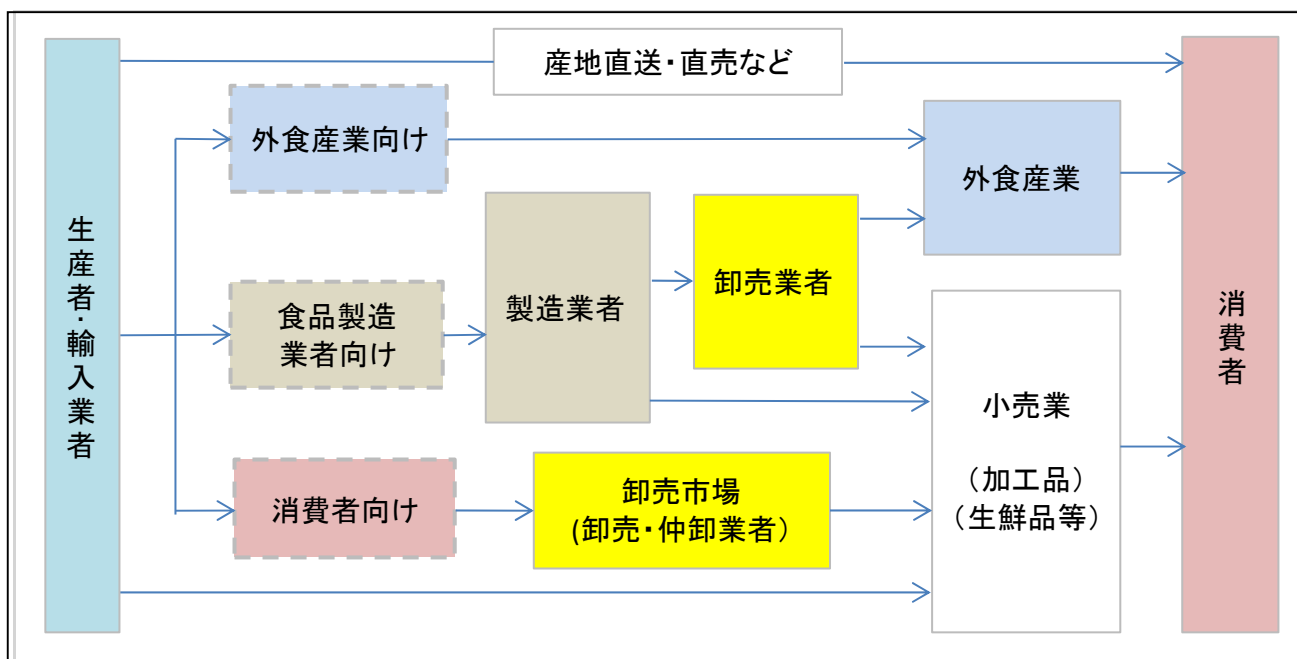 産地直送・直売など
外食産業向け
外食産業
生産者・輸入業者
食品製造
業者向け
製造業者
卸売業者
消費者
小売業
（加工品）
（生鮮品等）
消費者向け
卸売市場
(卸売・仲卸業者）